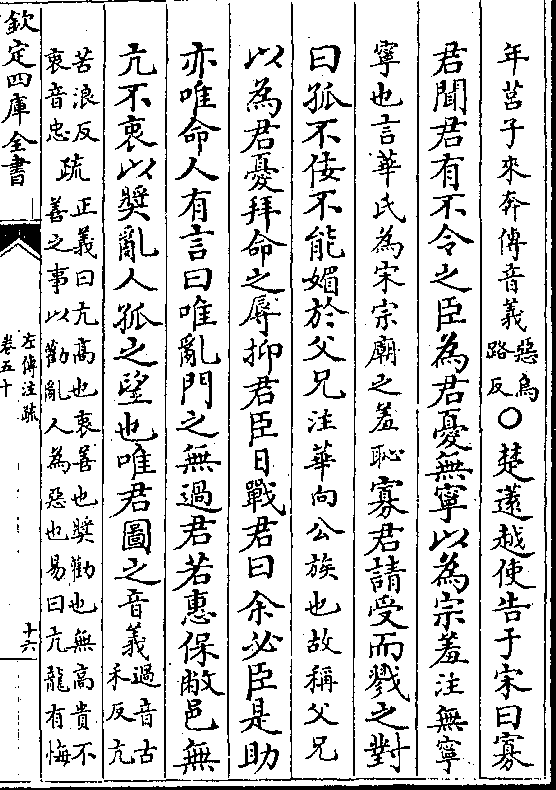 年莒子來奔傳音義惡烏路反〇楚薳越使告于宋曰寡
君聞君有不令之臣為君憂無寧以為宗羞注無寧
寧也言華氏為宋宗廟之羞恥寡君請受而戮之對
曰孤不佞不能媚於父兄注華向公族也故稱父兄
以為君憂拜命之辱抑君臣日戰君曰余必臣是助
亦唯命人有言曰唯亂門之無過君若惠保敝邑無
亢不衷以奬亂人孤之望也唯君圖之音義過音古禾反亢
苦浪反衷音忠疏正義曰亢高也衷善也奬勸也無高貴不善之事以勸亂人為惡也易曰亢龍有悔
欽定四庫全書
左傳注疏
卷五十
十六